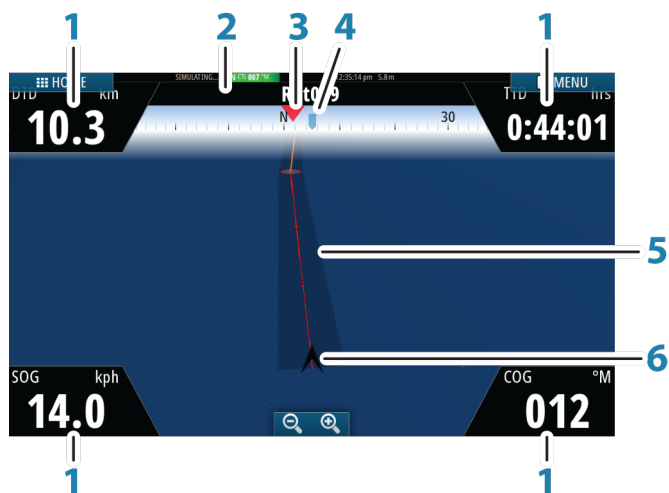 1 2 3 4 1
HOME SIMULATING... N CTS 007 °M 2:35:14 pm 5.8 m MENU
DTD km TTD hrs
10.3 N 30 0:44:01
5
6
SOG kph COG °M
14.0 012
1 1